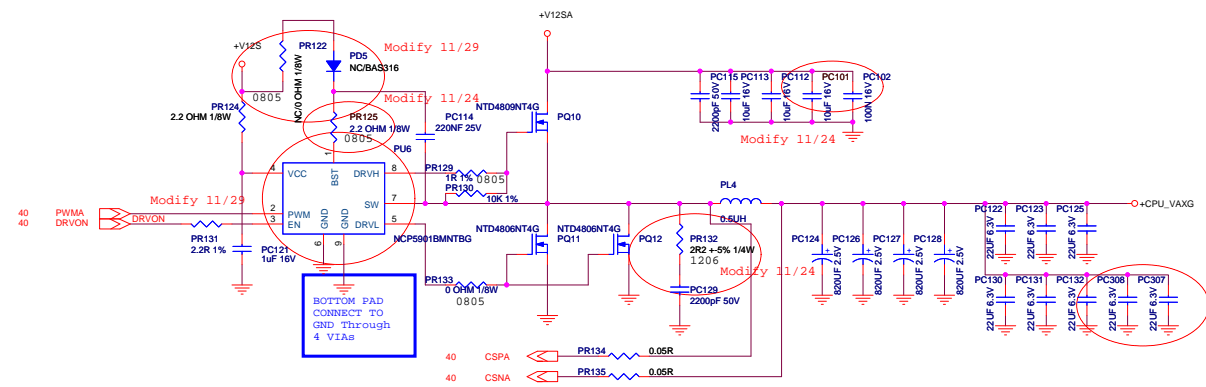 +V12SA
+V12S
PR122
Modify 11/29
PD5
NC/BAS316
NC/0 OHM 1/8W
0805
Modify 11/24
PR124
2.2 OHM 1/8W
PR125
2.2 OHM 1/8W
0805
PC114
220NF 25V
NTD4809NT4G
PQ10
PC115
2200pF 50V
PC113
10uF 16V
PC112
10uF 16V
PC101
10uF 16V
PC102
100N 16V
Modify 11/24
PU6
1
4
VCC
BST
DRVH
8
PR129
1R 1%
0805
PR130
10K 1%
SW
7
Modify 11/29
2
PWM
3
EN
GND
GND
DRVL
5
6
9
NCP5901BMNTBG
40
PWMA
40
DRVON
DRVON
PR131
2.2R 1%
PC121
1uF 16V
PR133
0 OHM 1/8W
0805
NTD4806NT4G
PQ11
NTD4806NT4G
PQ12
PR132
2R2 +-5% 1/4W
1206
Modify 11/24
PC129
2200pF 50V
PL4
0.5UH
+CPU_VAXG
PC124
820UF 2.5V
PC126
820UF 2.5V
PC127
820UF 2.5V
PC128
820UF 2.5V
PC122
22UF 6.3V
PC123
22UF 6.3V
PC125
22UF 6.3V
PC130
22UF 6.3V
PC131
22UF 6.3V
PC132
22UF 6.3V
PC308
22UF 6.3V
PC307
22UF 6.3V
BOTTOM PAD
CONNECT TO
GND Through
4 VIAs
40
CSPA
PR134
0.05R
40
CSNA
PR135
0.05R